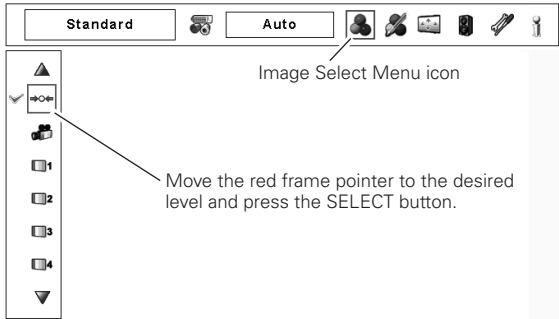 Standard
Auto
Image Select Menu icon
Move the red frame pointer to the desired
level and press the SELECT button.
1
2
3
4